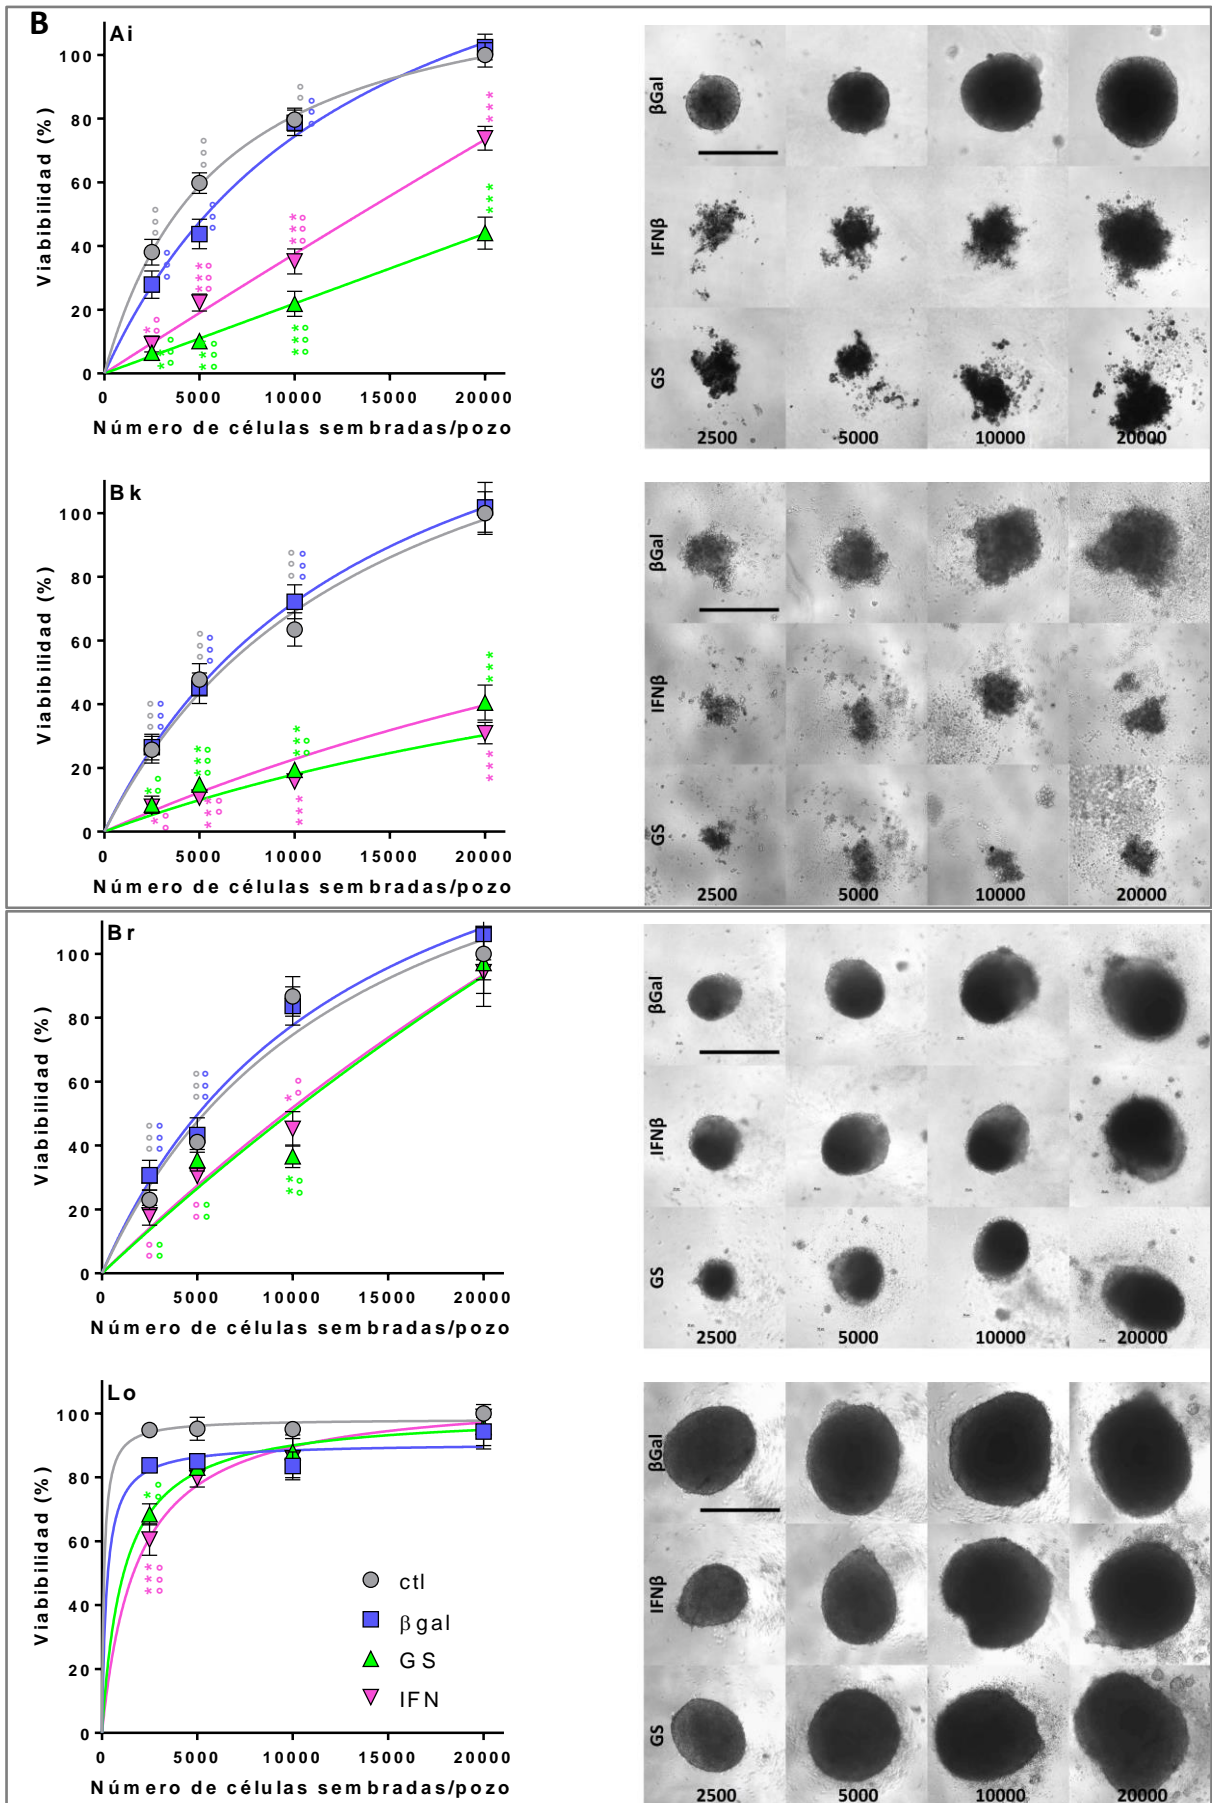 B
Ai
Viabibilidad (%)
100
80
60
40
20
0
0 5000 10000 15000 20000
Número de células sembradas/pozo
βGal
IFNβ
GS
2500 5000 10000 20000
Bk
Viabibilidad (%)
100
80
60
40
20
0
0 5000 10000 15000 20000
Número de células sembradas/pozo
βGal
IFNβ
GS
2500 5000 10000 20000
Br
Viabibilidad (%)
100
80
60
40
20
0
0 5000 10000 15000 20000
Número de células sembradas/pozo
βGal
IFNβ
GS
2500 5000 10000 20000
Lo
Viabibilidad (%)
100
80
60
40
20
0
0 5000 10000 15000 20000
Número de células sembradas/pozo
ctl
βgal
GS
IFN
βGal
IFNβ
GS
2500 5000 10000 20000